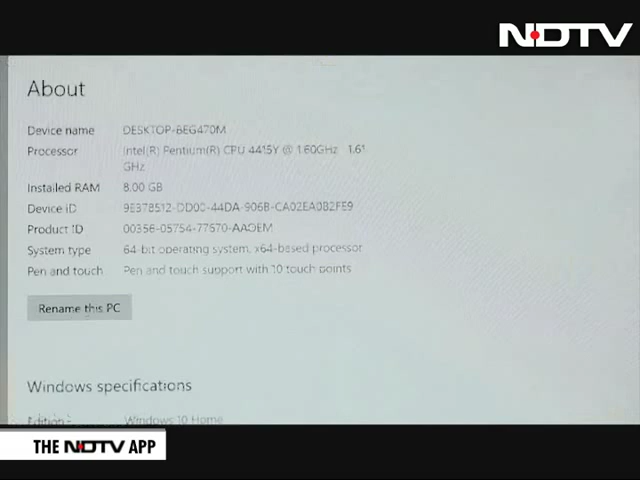 NDTV
About
Device name DESKTOP-BEG470M
Processor Intel(R) Pentium(R) CPU 4415Y @ 1.60GHz 1.61 GHz
Installed RAM 8.00 GB
Device ID 9E378512-DD00-44DA-906B-CA02EA0B2FE9
Product ID 00356-05754-77570-AAOEM
System type 64-bit operating system, x64-based processor
Pen and touch Pen and touch support with 10 touch points
Rename this PC
Windows specifications
Edition Windows 10 Home
THE NDTV APP